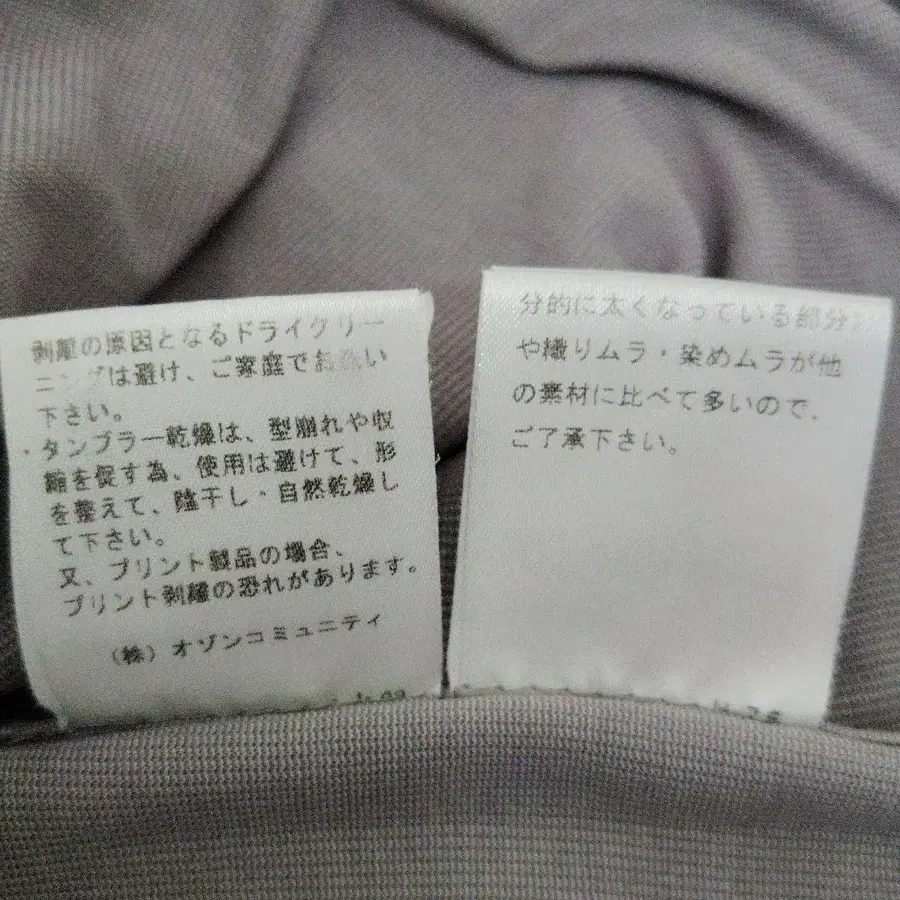 剥離の原因となるドライクリー
ニングは避け、ご家庭でお洗い
下さい。
・タンブラー乾燥は、型崩れや収
縮を促す為、使用は避けて、形
を整えて、陰干し・自然乾燥し
て下さい。
又、プリント製品の場合、
プリント剥離の恐れがあります。
(株) オゾンコミュニティ
分的に太くなっている部分
や織りムラ・染めムラが他
の素材に比べて多いので、
ご了承下さい。